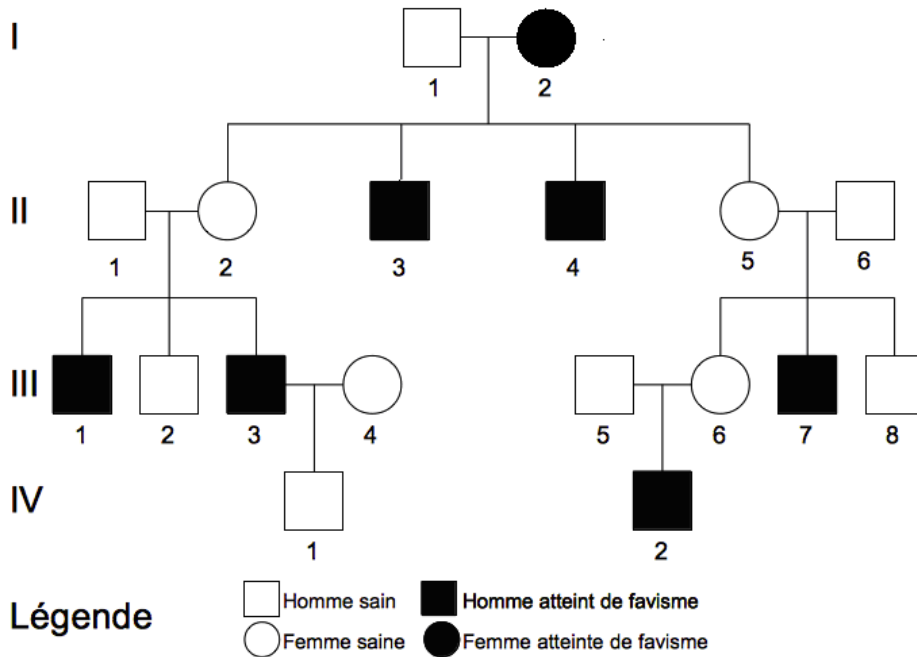 I
1 2
II
1 2 3 4 5 6
III
1 2 3 4 5 6 7 8
IV
1 2
Légende
Homme sain Homme atteint de favisme
Femme saine Femme atteinte de favisme